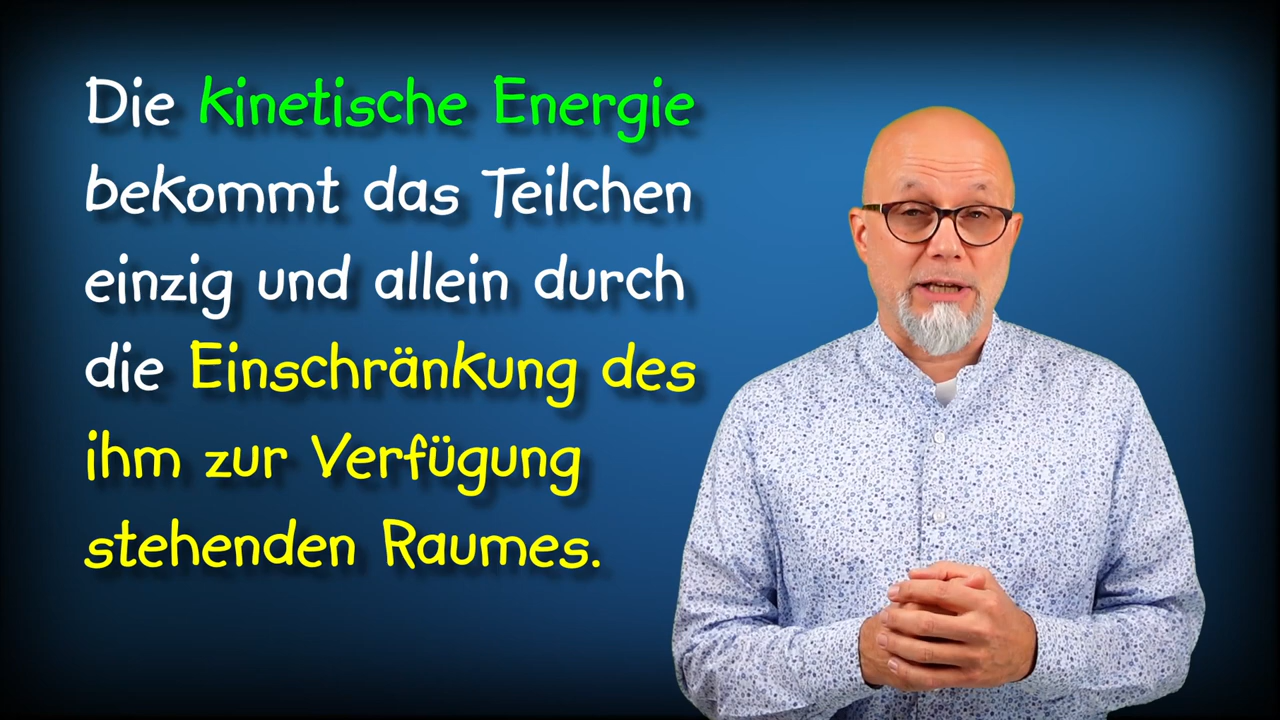 Die kinetische Energie
bekommt das Teilchen
einzig und allein durch
die Einschränkung des
ihm zur Verfügung
stehenden Raumes.